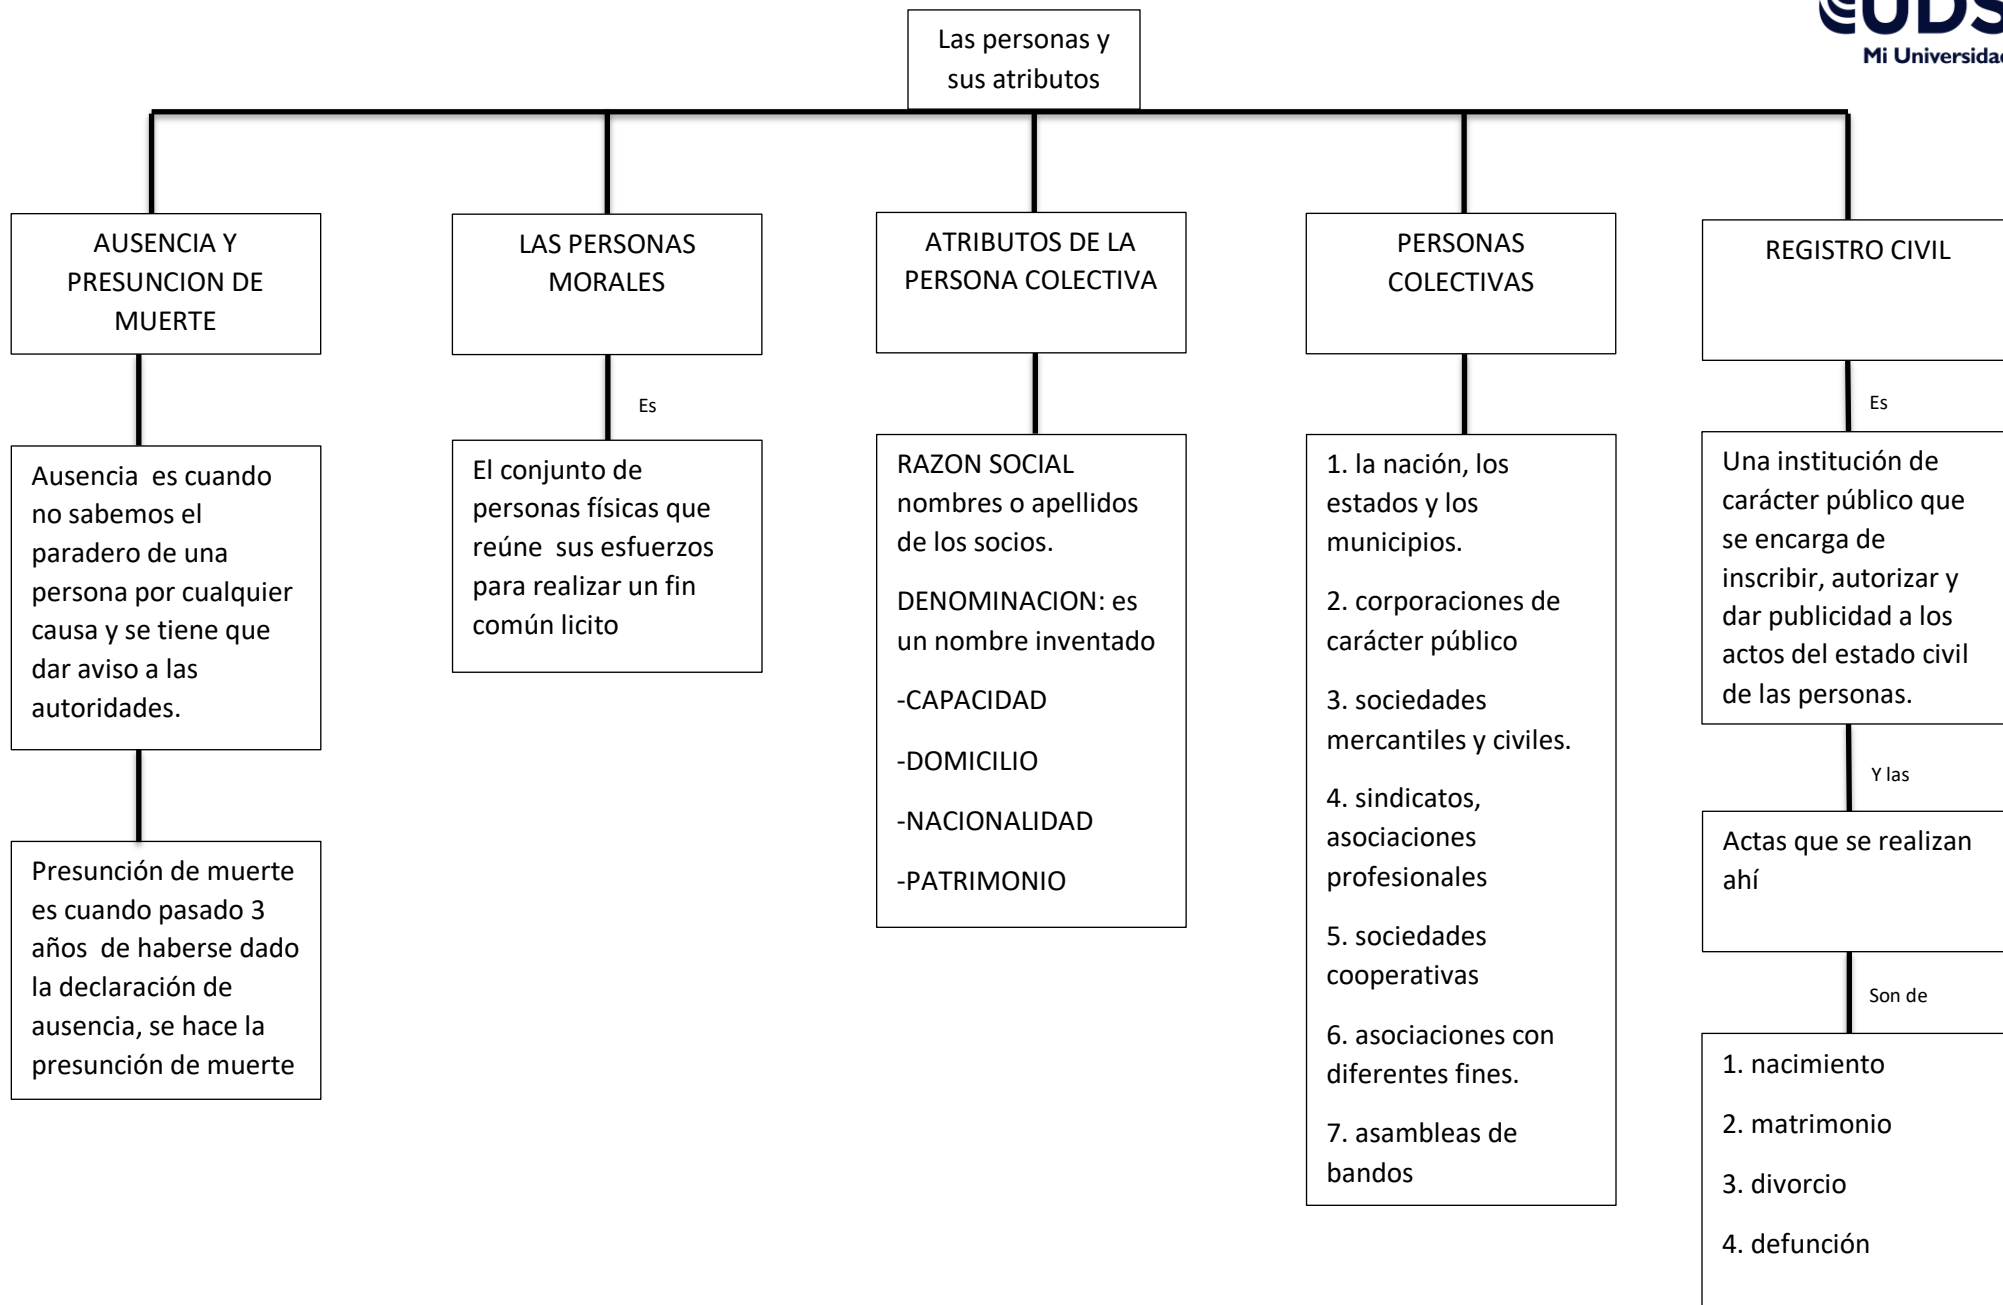 UDS
Mi Universidad
Las personas y
sus atributos
AUSENCIA Y
PRESUNCION DE
MUERTE
Ausencia es cuando
no sabemos el
paradero de una
persona por cualquier
causa y se tiene que
dar aviso a las
autoridades.
Presunción de muerte
es cuando pasado 3
años de haberse dado
la declaración de
ausencia, se hace la
presunción de muerte
LAS PERSONAS
MORALES
Es
El conjunto de
personas físicas que
reúne sus esfuerzos
para realizar un fin
común licito
ATRIBUTOS DE LA
PERSONA COLECTIVA
RAZON SOCIAL
nombres o apellidos
de los socios.
DENOMINACION: es
un nombre inventado
-CAPACIDAD
-DOMICILIO
-NACIONALIDAD
-PATRIMONIO
PERSONAS
COLECTIVAS
1. la nación, los
estados y los
municipios.
2. corporaciones de
carácter público
3. sociedades
mercantiles y civiles.
4. sindicatos,
asociaciones
profesionales
5. sociedades
cooperativas
6. asociaciones con
diferentes fines.
7. asambleas de
bandos
REGISTRO CIVIL
Es
Una institución de
carácter público que
se encarga de
inscribir, autorizar y
dar publicidad a los
actos del estado civil
de las personas.
Y las
Actas que se realizan
ahí
Son de
1. nacimiento
2. matrimonio
3. divorcio
4. defunción